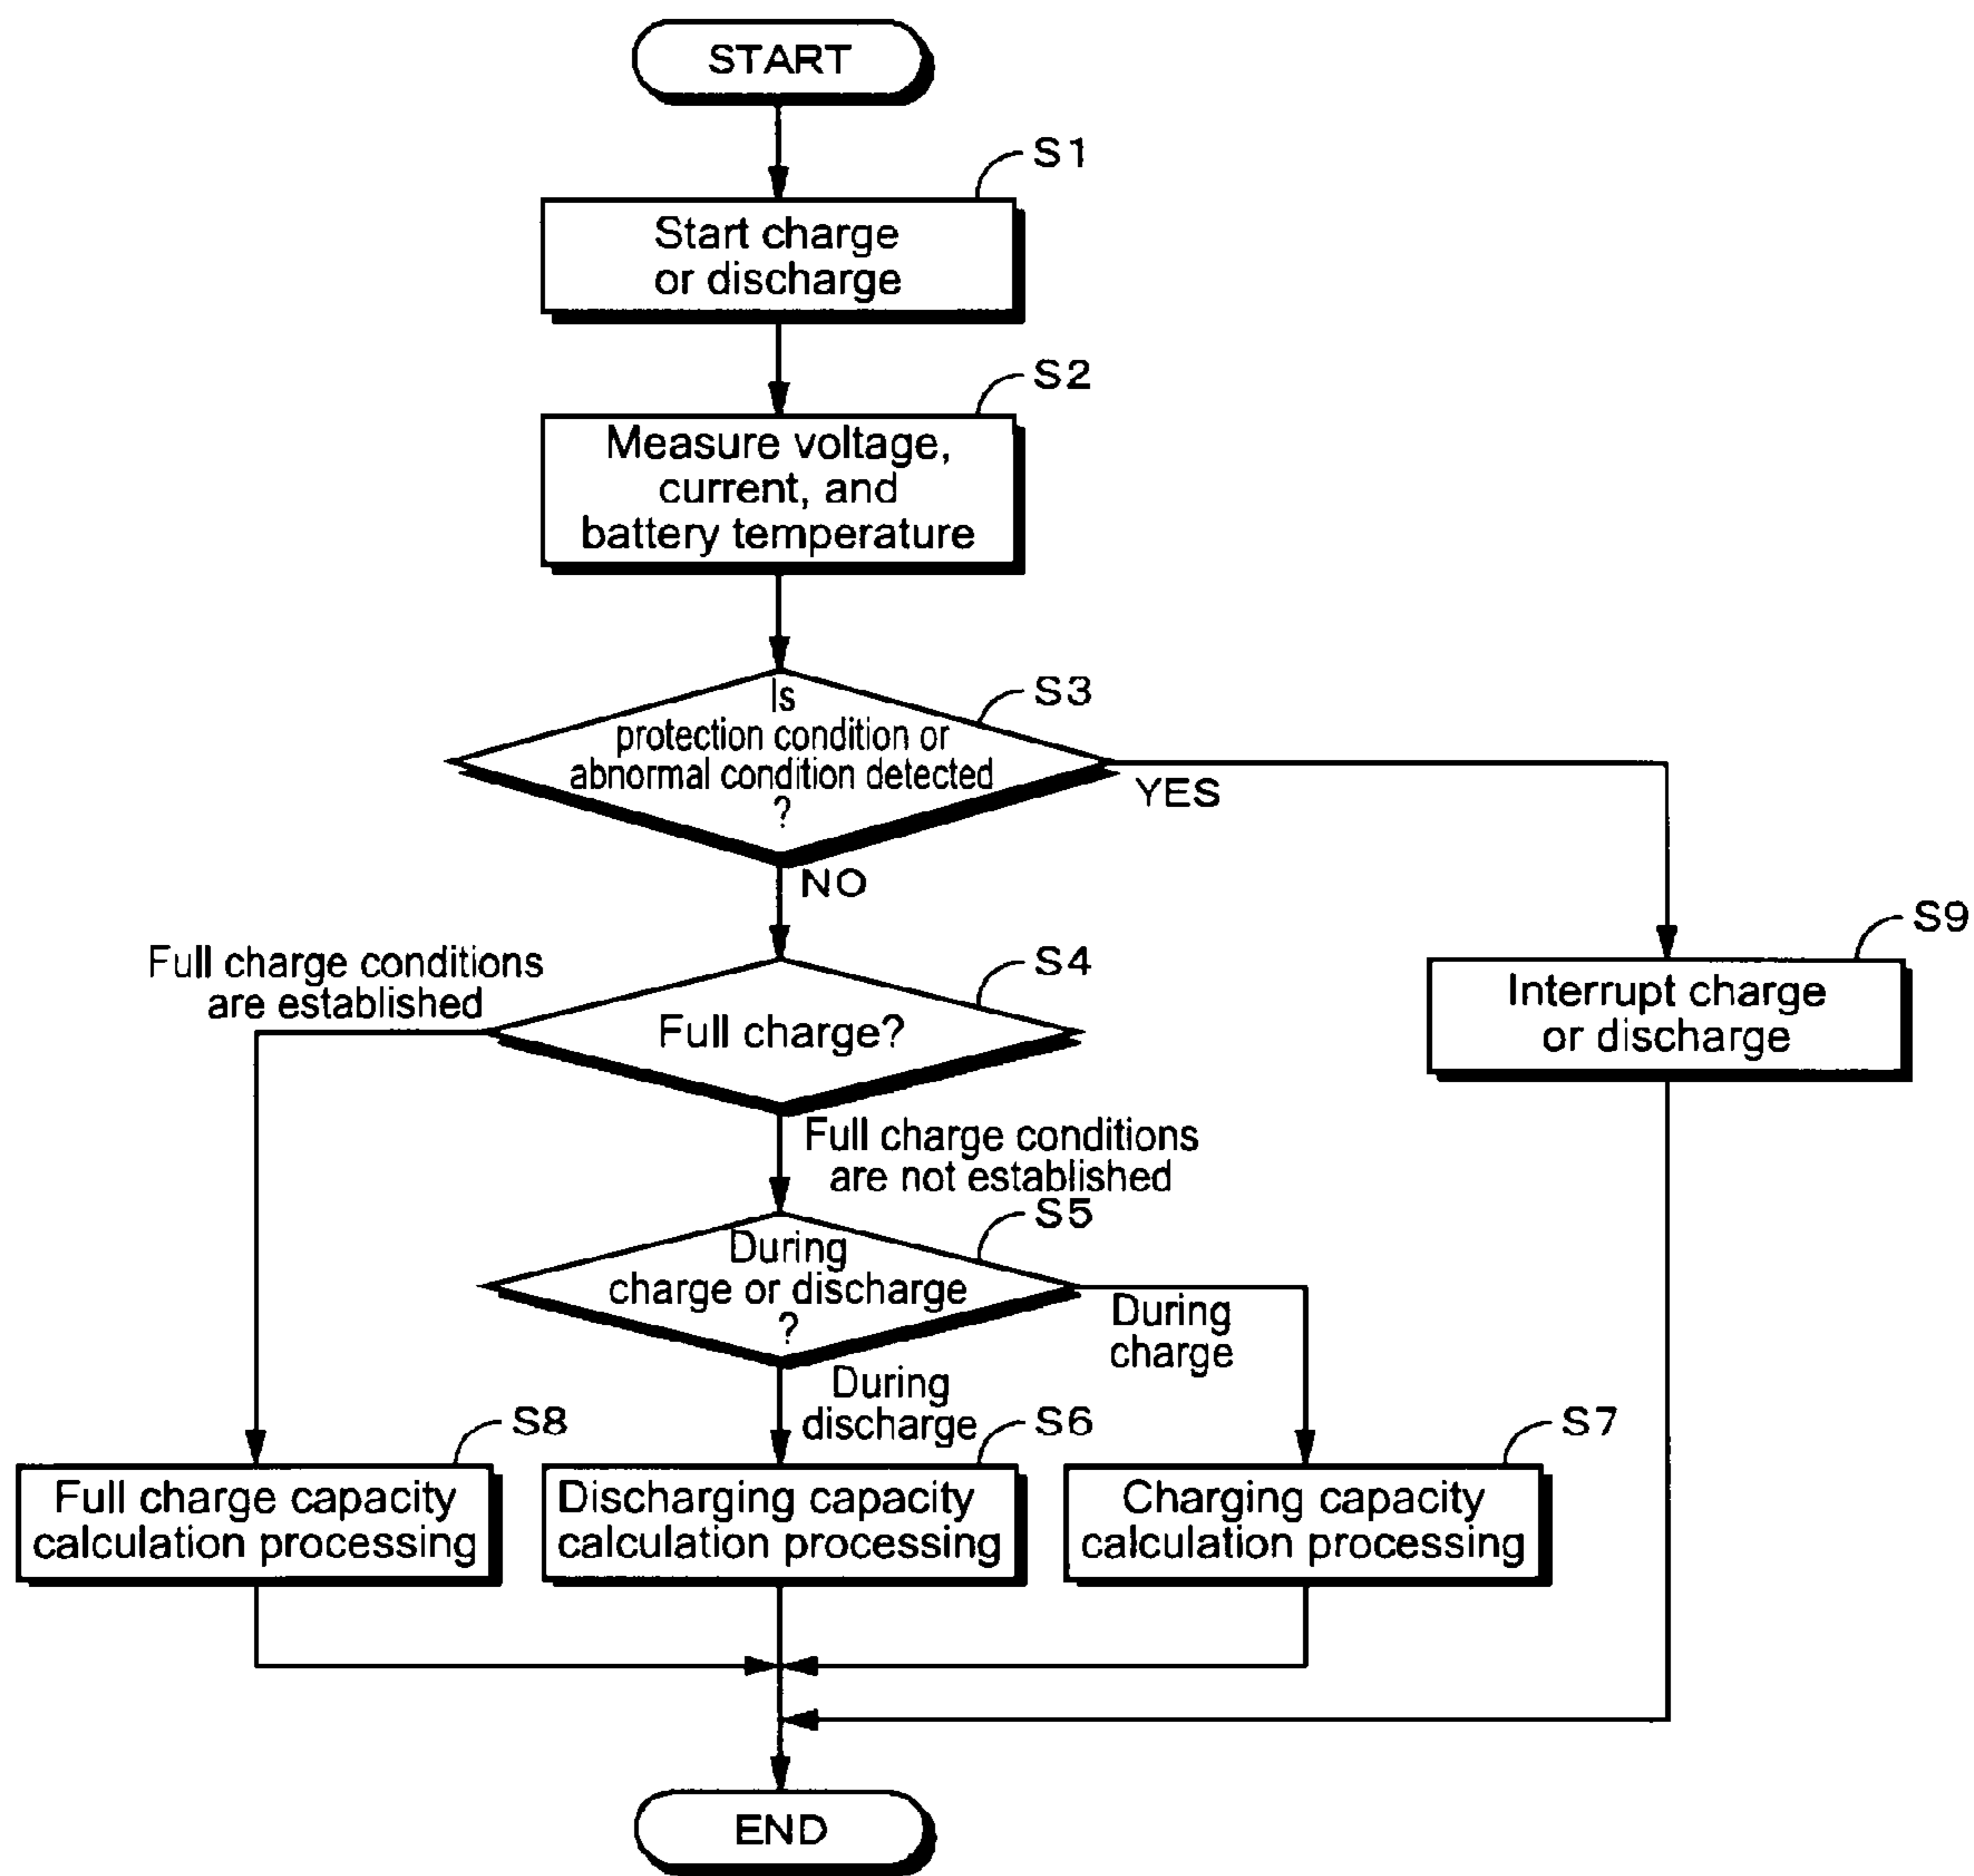 START
S1
Start charge
or discharge
S2
Measure voltage,
current, and
battery temperature
S3
Is
protection condition or
abnormal condition detected
?
YES
NO
S9
Interrupt charge
or discharge
Full charge conditions
are established
S4
Full charge?
Full charge conditions
are not established
S5
During
charge or discharge
?
During
charge
During
discharge
S8
Full charge capacity
calculation processing
S6
Discharging capacity
calculation processing
S7
Charging capacity
calculation processing
END